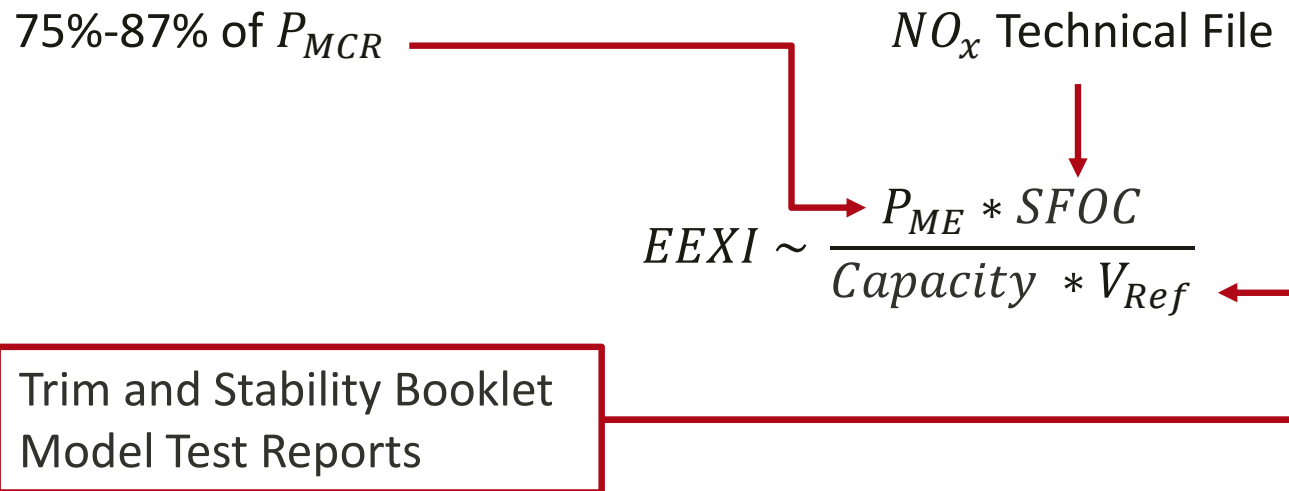 75%-87% of P_MCR
NO_x Technical File
EEXI ~ P_ME * SFOC
Capacity * V_Ref
Trim and Stability Booklet
Model Test Reports